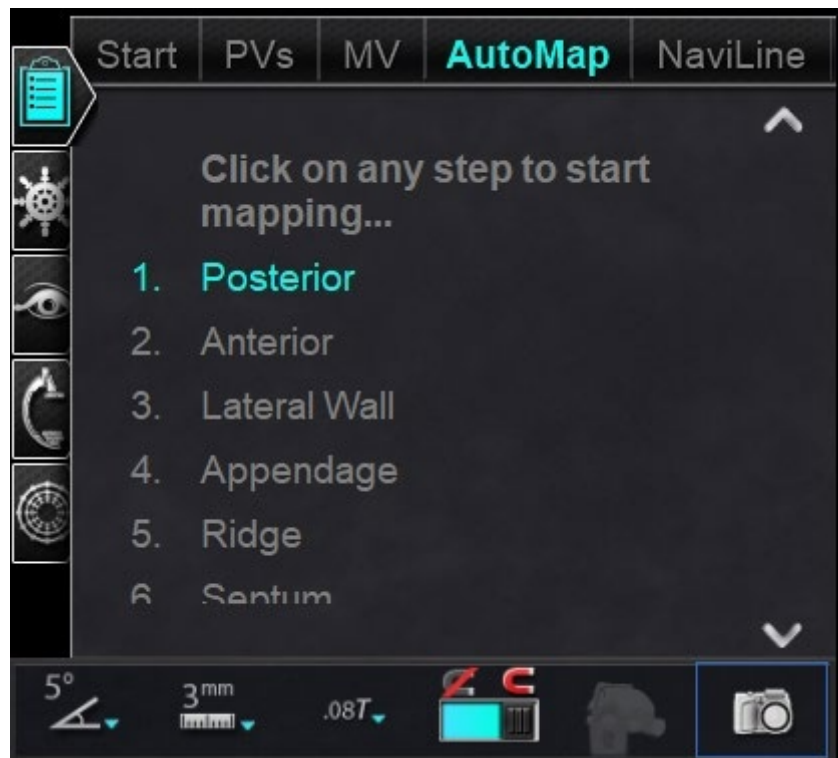 Start PVs MV AutoMap NaviLine
Click on any step to start
mapping...
1. Posterior
2. Anterior
3. Lateral Wall
4. Appendage
5. Ridge
6. Septum
5° 3mm .08T